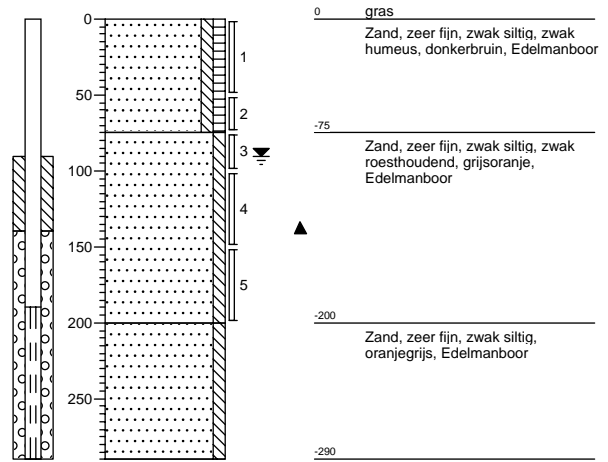 0
50
100
150
200
250
1
2
3
4
5
0 gras
Zand, zeer fijn, zwak siltig, zwak
humeus, donkerbruin, Edelmanboor
-75
Zand, zeer fijn, zwak siltig, zwak
roesthoudend, grijsoranje,
Edelmanboor
-200
Zand, zeer fijn, zwak siltig,
oranjegrijs, Edelmanboor
-290